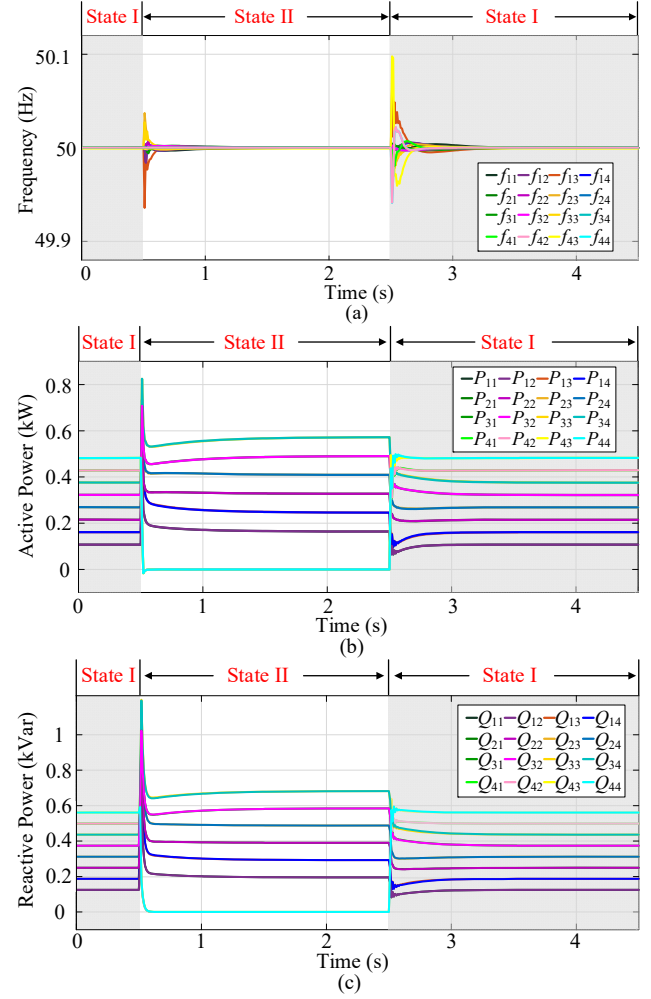 State I State II State I
50.1
50
49.9
Frequency (Hz)
f11 f12 f13 f14
f21 f22 f23 f24
f31 f32 f33 f34
f41 f42 f43 f44
0 1 2 3 4
Time (s)
(a)
State I State II State I
0.8
0.6
0.4
0.2
0
Active Power (kW)
P11 P12 P13 P14
P21 P22 P23 P24
P31 P32 P33 P34
P41 P42 P43 P44
0 1 2 3 4
Time (s)
(b)
State I State II State I
1
0.8
0.6
0.4
0.2
0
Reactive Power (kVar)
Q11 Q12 Q13 Q14
Q21 Q22 Q23 Q24
Q31 Q32 Q33 Q34
Q41 Q42 Q43 Q44
0 1 2 3 4
Time (s)
(c)